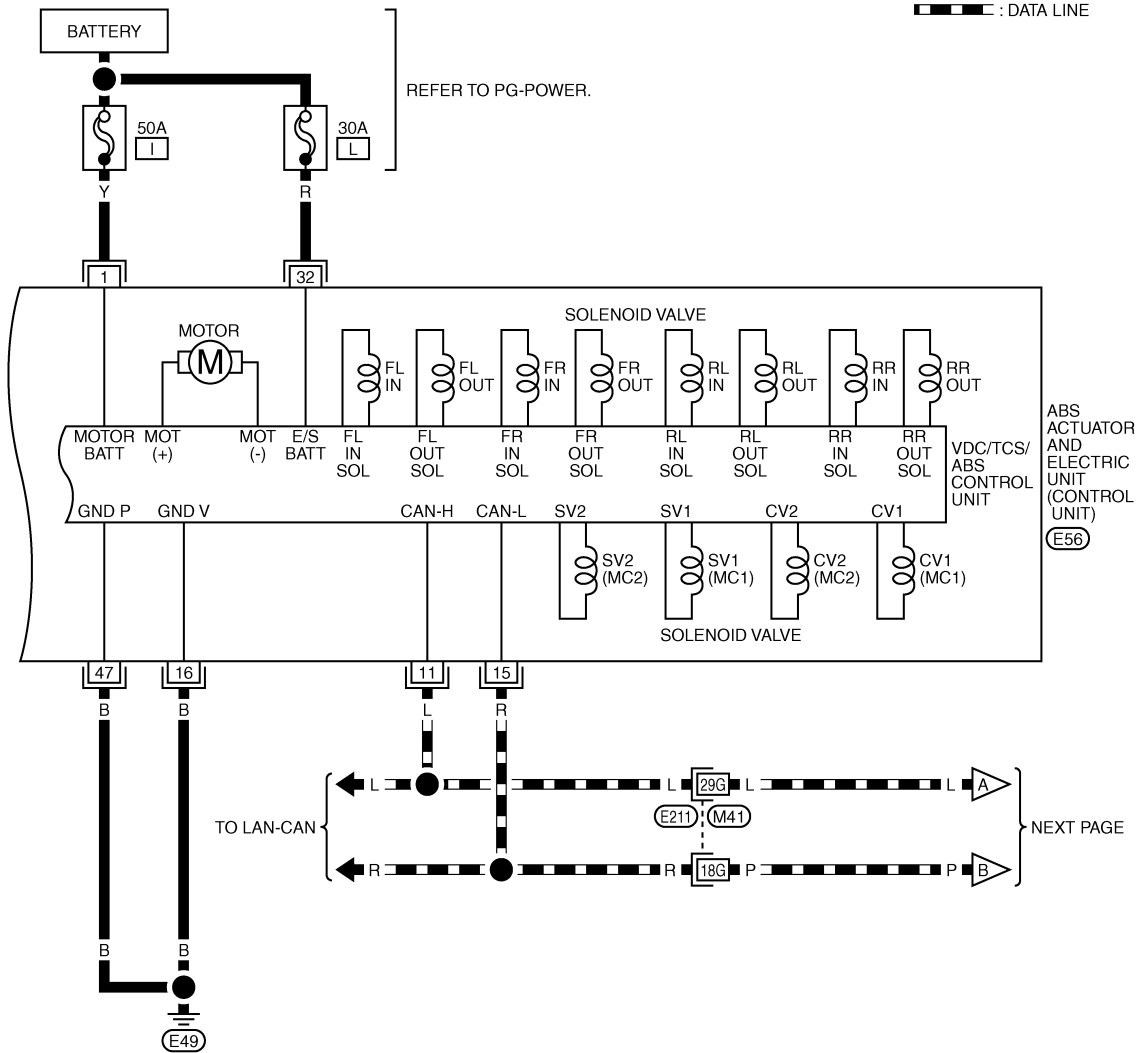 : DATA LINE
BATTERY
REFER TO PG-POWER.
50A
I
30A
L
Y
R
1
32
SOLENOID VALVE
MOTOR
M
FL
IN
FL
OUT
FR
IN
FR
OUT
RL
IN
RL
OUT
RR
IN
RR
OUT
MOTOR
BATT
MOT
(+)
MOT
(-)
E/S
BATT
FL
IN
SOL
FL
OUT
SOL
FR
IN
SOL
FR
OUT
SOL
RL
IN
SOL
RL
OUT
SOL
RR
IN
SOL
RR
OUT
SOL
VDC/TCS/
ABS
CONTROL
UNIT
ABS
ACTUATOR
AND
ELECTRIC
UNIT
(CONTROL
UNIT)
E56
GND P
GND V
CAN-H
CAN-L
SV2
SV1
CV2
CV1
SV2
(MC2)
SV1
(MC1)
CV2
(MC2)
CV1
(MC1)
SOLENOID VALVE
47
16
11
15
B
B
L
R
TO LAN-CAN
L
L
29G
L
L
A
E211
M41
NEXT PAGE
R
R
18G
P
P
B
B
B
E49